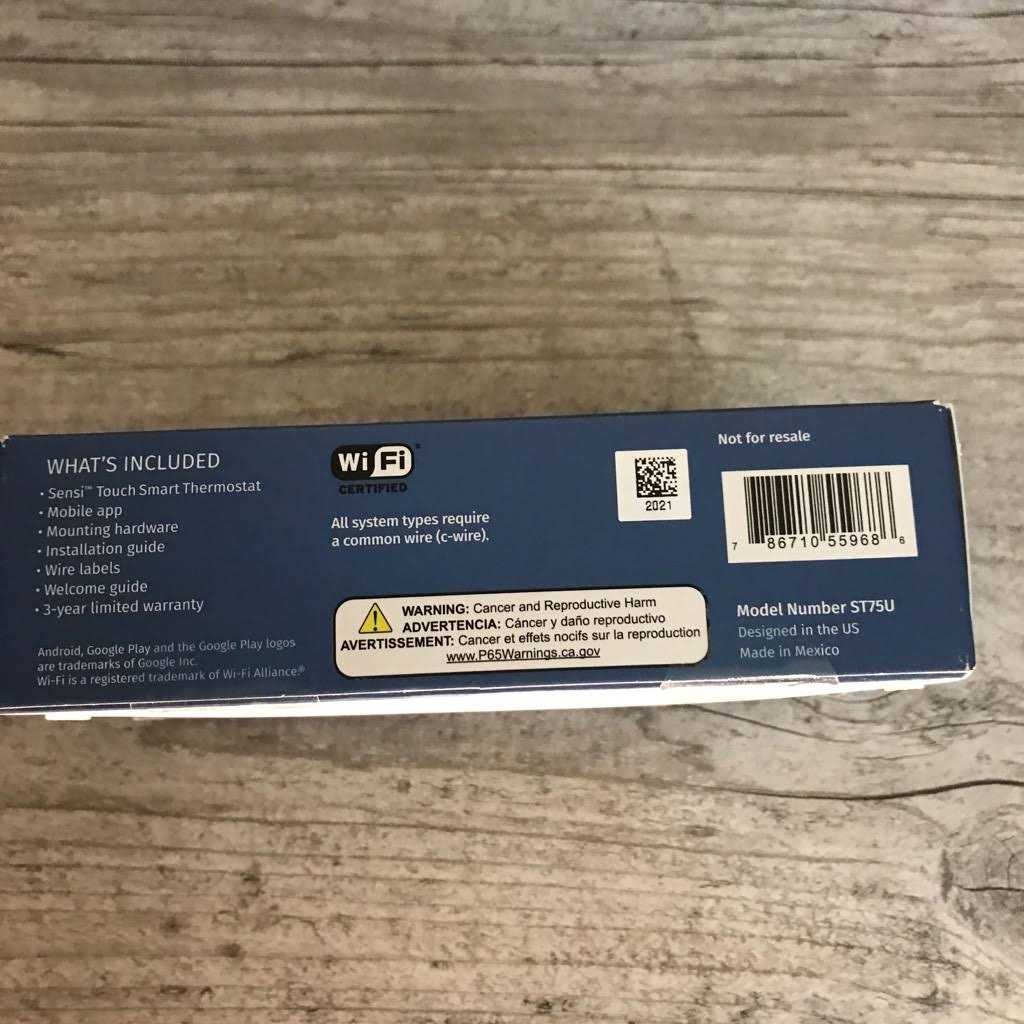 WHAT'S INCLUDED
• Sensi™ Touch Smart Thermostat
• Mobile app
• Mounting hardware
• Installation guide
• Wire labels
• Welcome guide
• 3-year limited warranty
Android, Google Play and the Google Play logos
are trademarks of Google Inc.
Wi-Fi is a registered trademark of Wi-Fi Alliance.®
Wi Fi®
CERTIFIED
All system types require
a common wire (c-wire).
WARNING: Cancer and Reproductive Harm
ADVERTENCIA: Cáncer y daño reproductivo
AVERTISSEMENT: Cancer et effets nocifs sur la reproduction
www.P65Warnings.ca.gov
2021
Not for resale
7 86710 55968 6
Model Number ST75U
Designed in the US
Made in Mexico